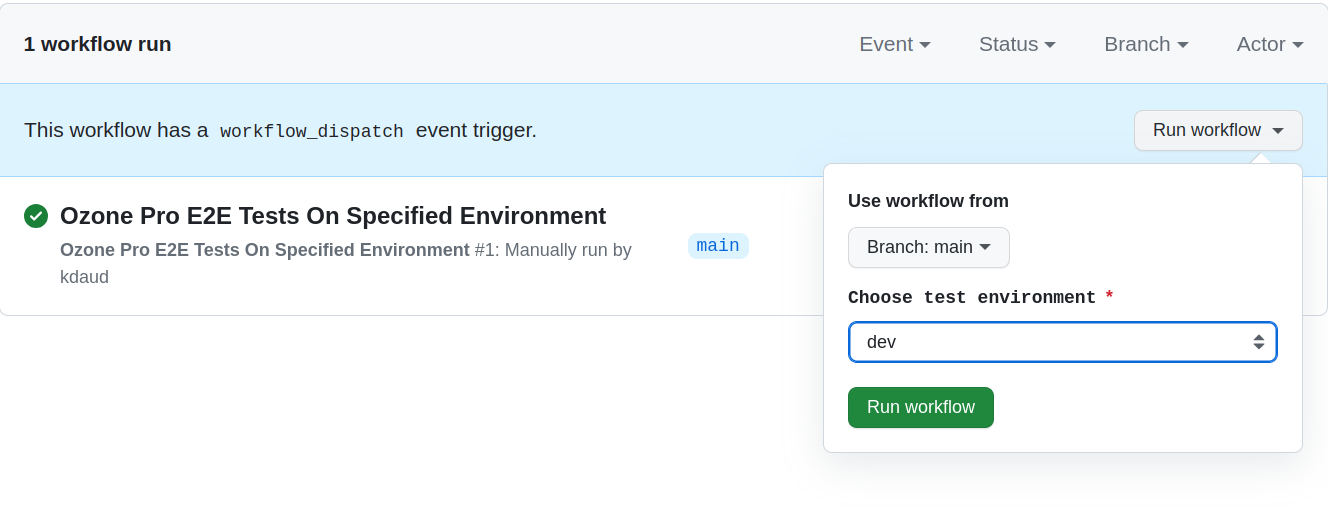 1 workflow run
Event Status Branch Actor
This workflow has a workflow_dispatch event trigger.
Run workflow
Ozone Pro E2E Tests On Specified Environment
Ozone Pro E2E Tests On Specified Environment #1: Manually run by
kdaud
main
Use workflow from
Branch: main
Choose test environment *
dev
Run workflow